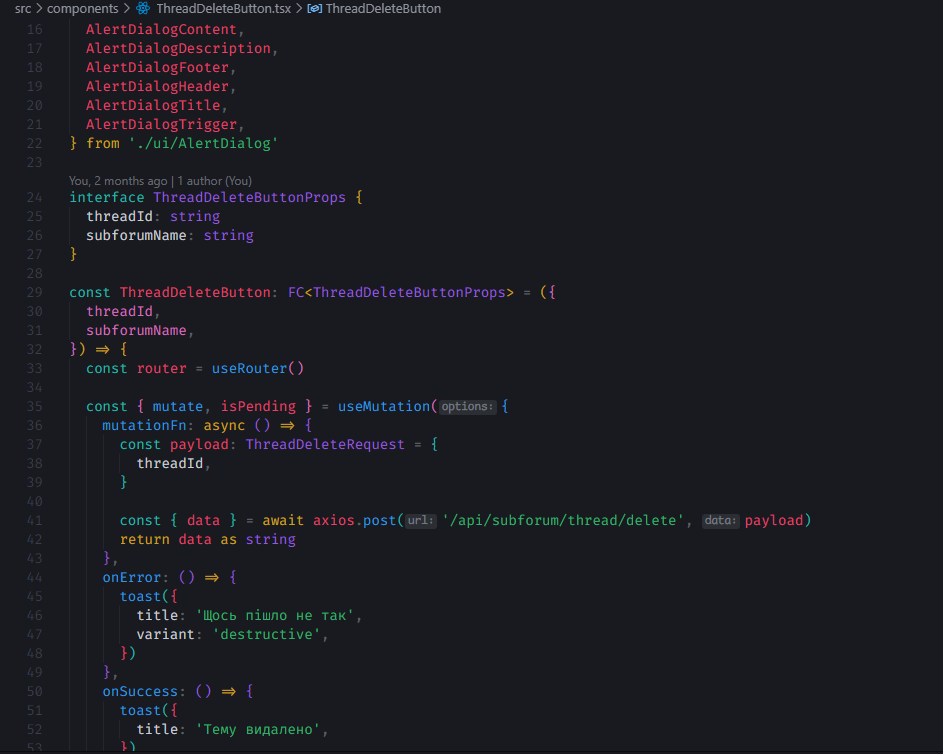 src > components > ThreadDeleteButton.tsx > ThreadDeleteButton
16 AlertDialogContent,
17 AlertDialogDescription,
18 AlertDialogFooter,
19 AlertDialogHeader,
20 AlertDialogTitle,
21 AlertDialogTrigger,
22 } from './ui/AlertDialog'
23
You, 2 months ago | 1 author (You)
24 interface ThreadDeleteButtonProps {
25 threadId: string
26 subforumName: string
27 }
28
29 const ThreadDeleteButton: FC<ThreadDeleteButtonProps> = ({
30 threadId,
31 subforumName,
32 }) => {
33 const router = useRouter()
34
35 const { mutate, isPending } = useMutation(options: {
36 mutationFn: async () => {
37 const payload: ThreadDeleteRequest = {
38 threadId,
39 }
40
41 const { data } = await axios.post(url: '/api/subforum/thread/delete', data: payload)
42 return data as string
43 },
44 onError: () => {
45 toast({
46 title: 'Щось пішло не так',
47 variant: 'destructive',
48 })
49 },
50 onSuccess: () => {
51 toast({
52 title: 'Тему видалено',
53 })